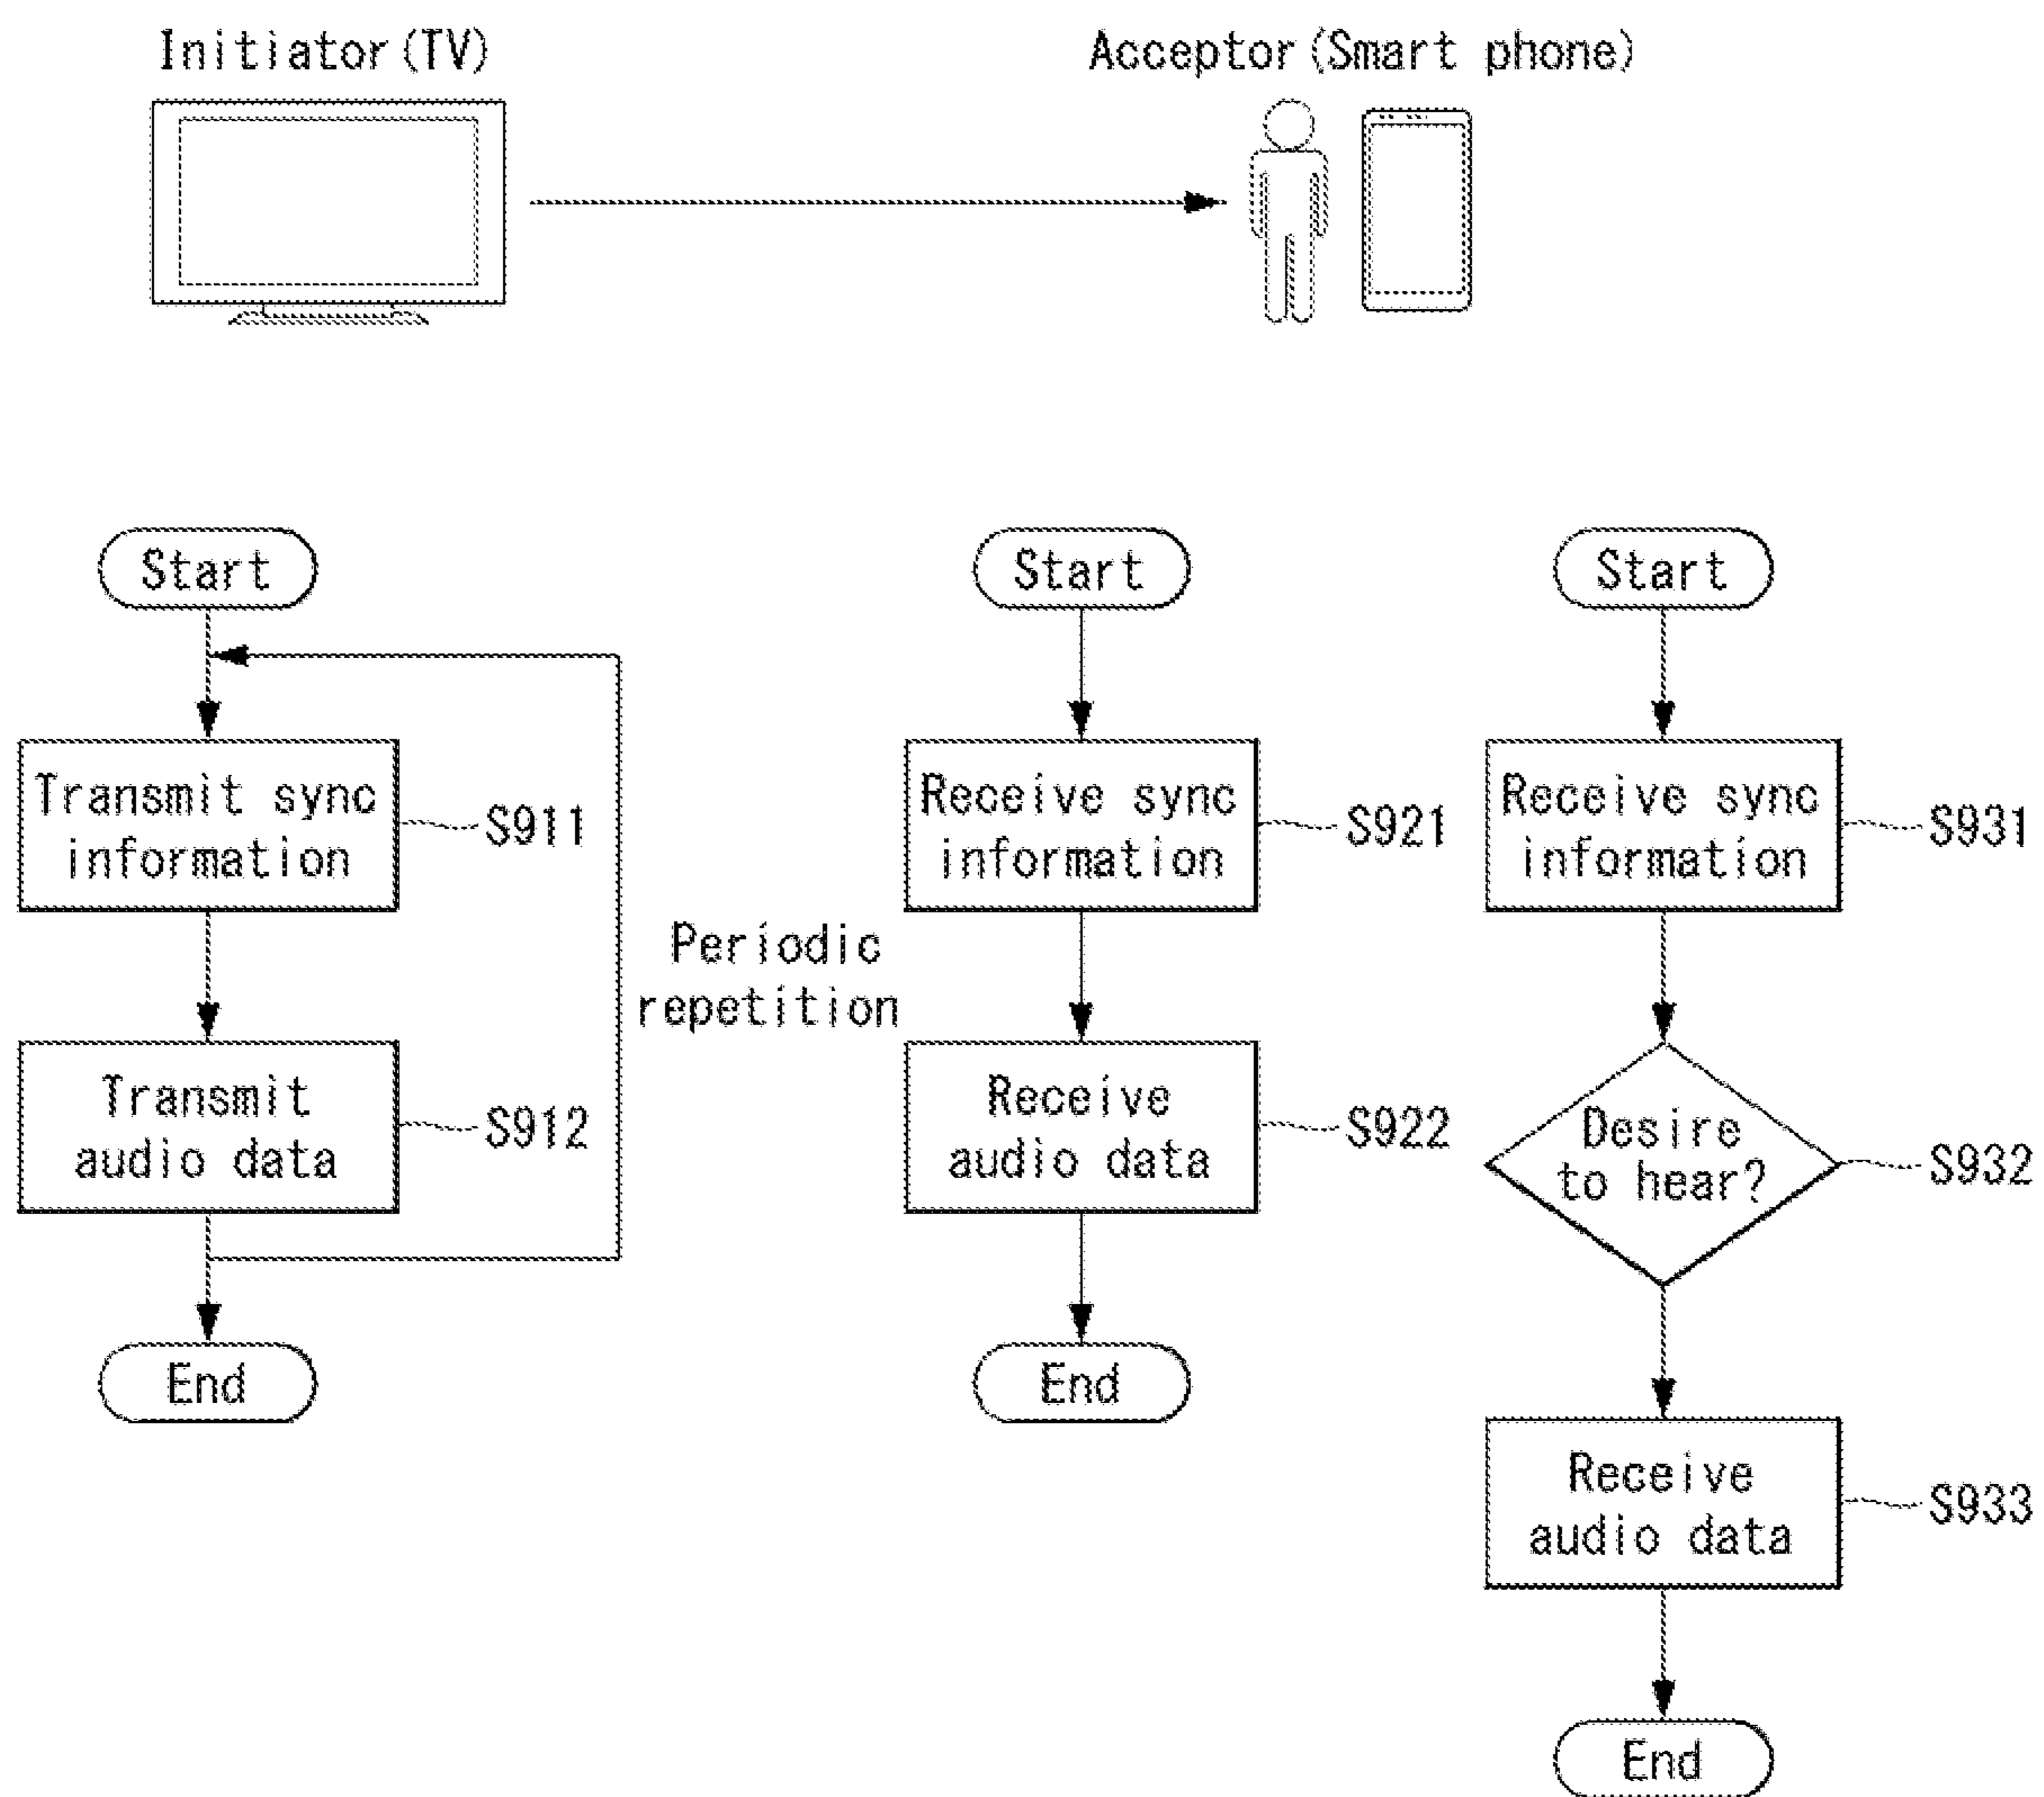 Initiator(TV)
Acceptor(Smart phone)
Start
Transmit sync
information
S911
Transmit
audio data
S912
Periodic
repetition
End
Start
Receive sync
information
S921
Receive
audio data
S922
End
Start
Receive sync
information
S931
Desire
to hear?
S932
Receive
audio data
S933
End